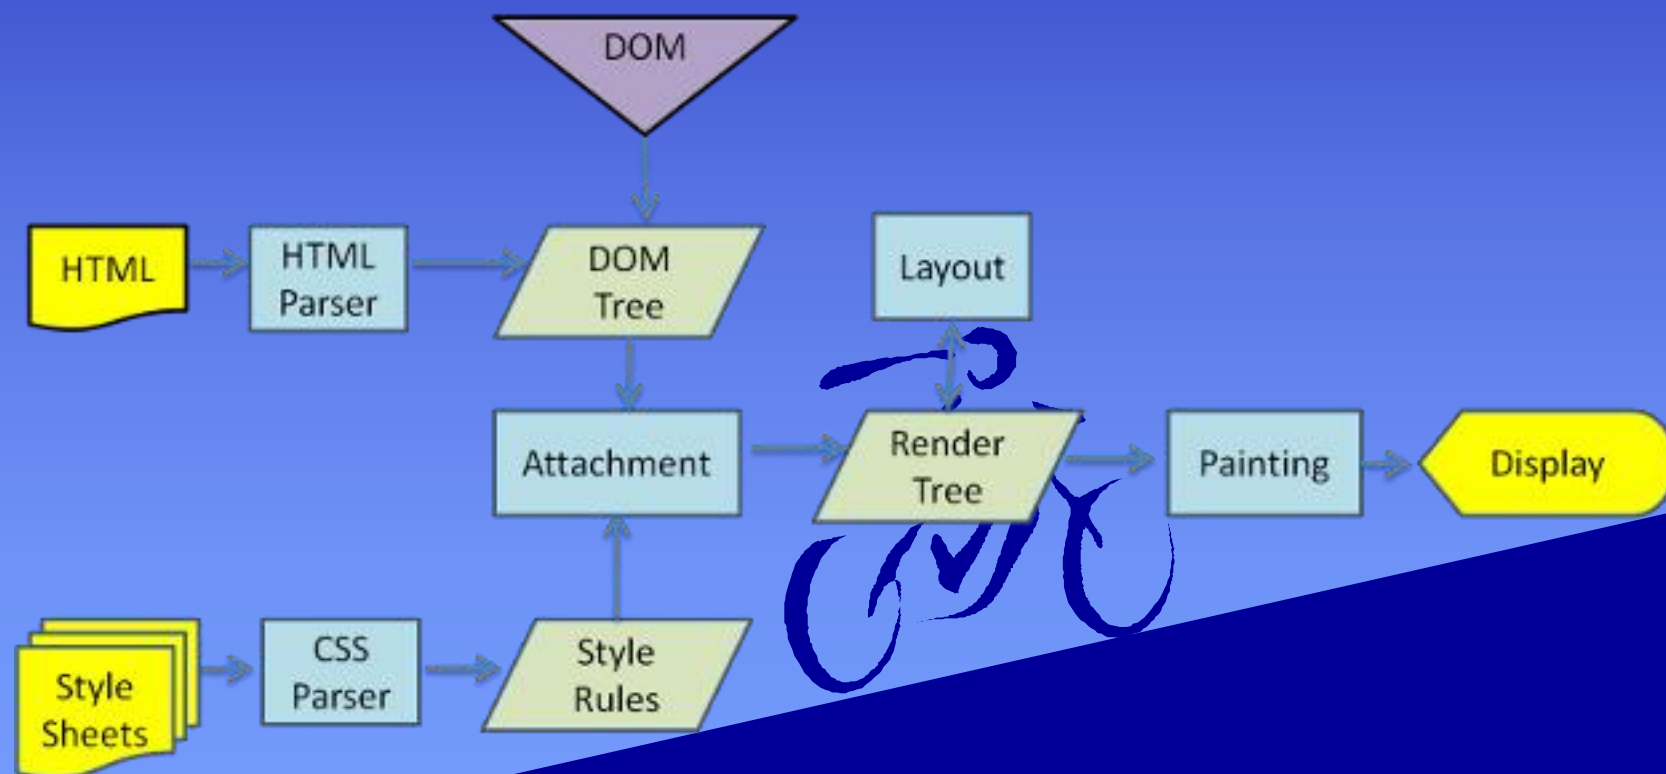 DOM
HTML
HTML
Parser
DOM
Tree
Layout
Attachment
Render
Tree
Painting
Display
Style
Sheets
CSS
Parser
Style
Rules